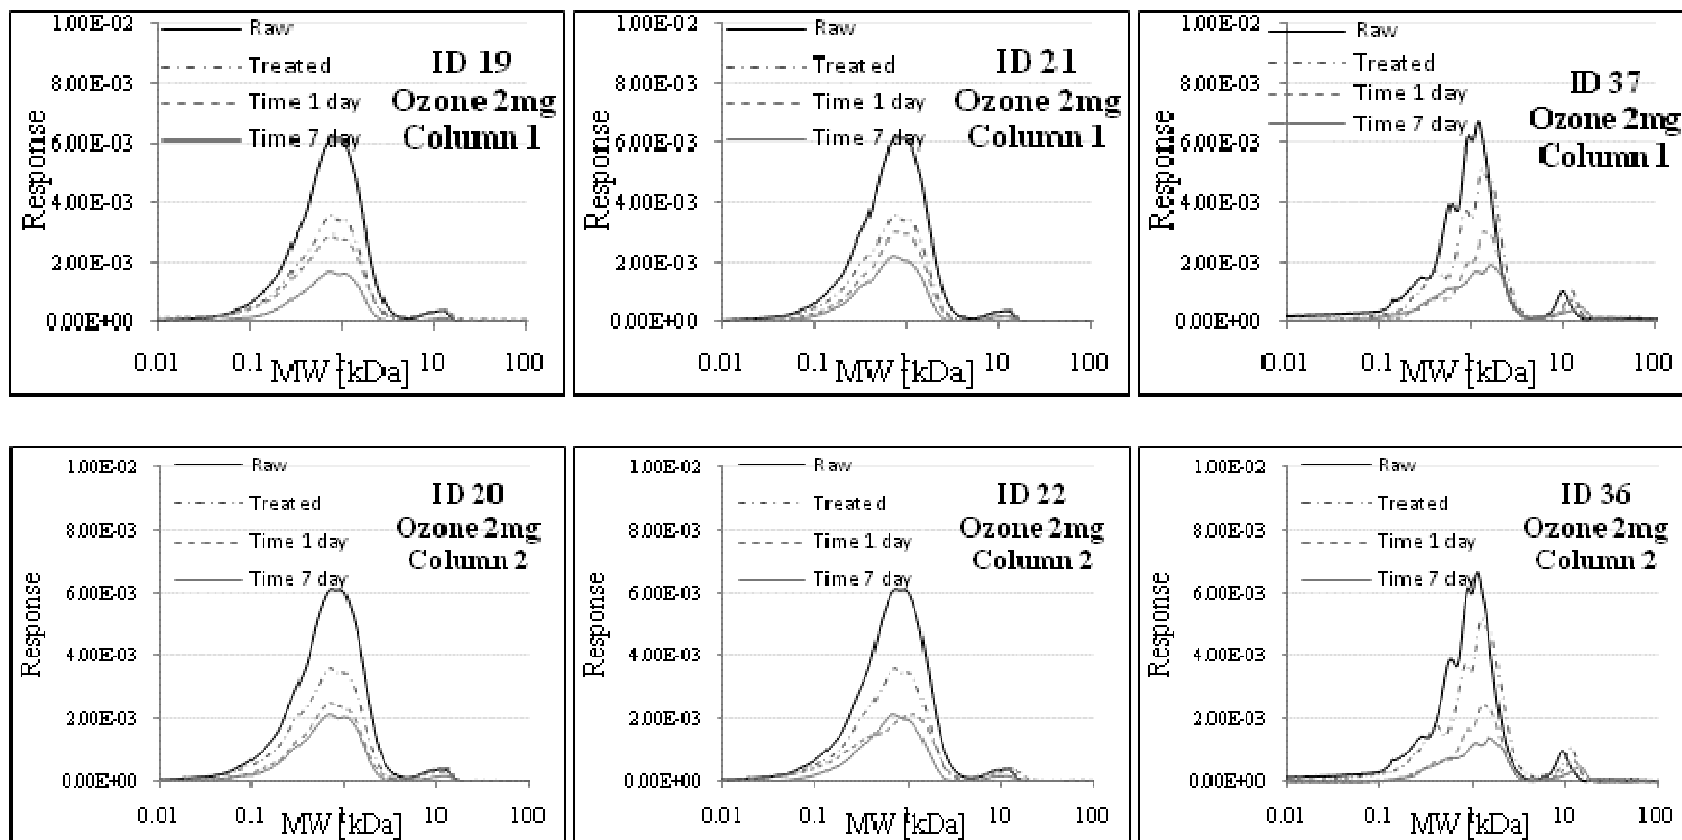 1.00E-02
8.00E-03
6.00E-03
4.00E-03
2.00E-03
0.00E+00
Response
0.01
0.1
1
10
100
MW [kDa]
Raw
Treated
Time 1 day
Time 7 day
ID 19
Ozone 2mg
Column 1
1.00E-02
8.00E-03
6.00E-03
4.00E-03
2.00E-03
0.00E+00
Response
0.01
0.1
1
10
100
MW [kDa]
Raw
Treated
Time 1 day
Time 7 day
ID 21
Ozone 2mg
Column 1
1.00E-02
8.00E-03
6.00E-03
4.00E-03
2.00E-03
0.00E+00
Response
0.01
0.1
1
10
100
MW [kDa]
Raw
Treated
Time 1 day
Time 7 day
ID 37
Ozone 2mg
Column 1
1.00E-02
8.00E-03
6.00E-03
4.00E-03
2.00E-03
0.00E+00
Response
0.01
0.1
1
10
100
MW [kDa]
Raw
Treated
Time 1 day
Time 7 day
ID 20
Ozone 2mg
Column 2
1.00E-02
8.00E-03
6.00E-03
4.00E-03
2.00E-03
0.00E+00
Response
0.01
0.1
1
10
100
MW [kDa]
Raw
Treated
Time 1 day
Time 7 day
ID 22
Ozone 2mg
Column 2
1.00E-02
8.00E-03
6.00E-03
4.00E-03
2.00E-03
0.00E+00
Response
0.01
0.1
1
10
100
MW [kDa]
Raw
Treated
Time 1 day
Time 7 day
ID 36
Ozone 2mg
Column 2